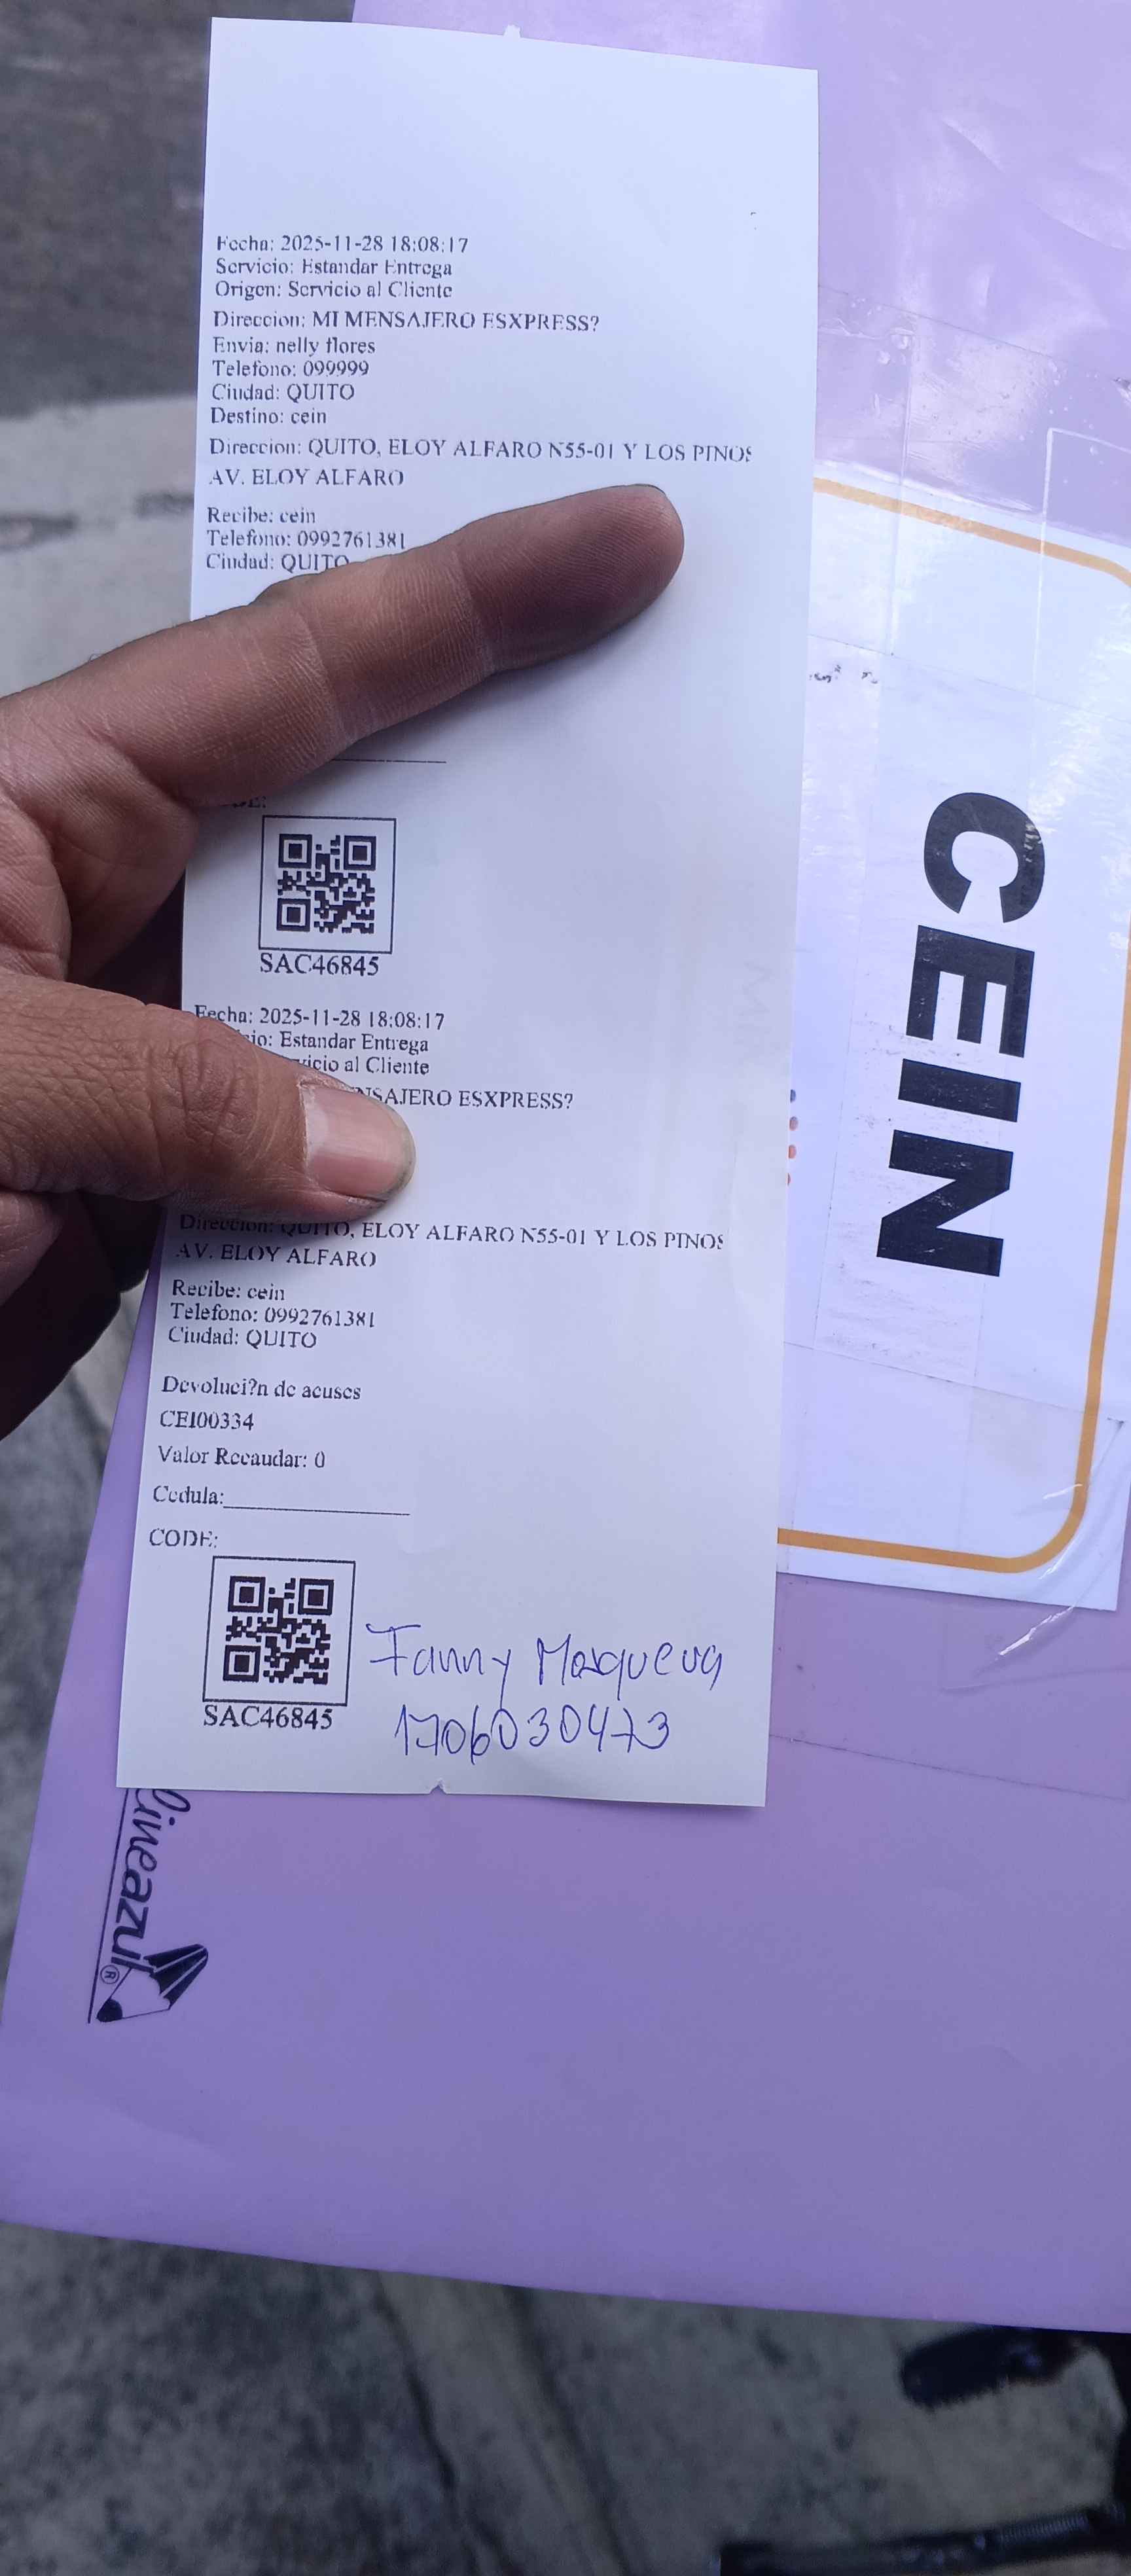 Fecha: 2025-11-28 18:08:17
Servicio: Estandar Entrega
Origen: Servicio al Cliente
Direccion: MI MENSAJERO ESXPRESS?
Envia: nelly flores
Telefono: 099999
Ciudad: QUITO
Destino: cein
Direccion: QUITO, ELOY ALFARO N55-01 Y LOS PINOS
AV. ELOY ALFARO
Recibe: cein
Telefono: 0992761381
Ciudad: QUITO
SAC46845
Fecha: 2025-11-28 18:08:17
Estandar Entrega
al Cliente
ESXPRESS?
Direccion: QUITO, ELOY ALFARO N55-01 Y LOS PINOS
AV. ELOY ALFARO
Recibe: cein
Telefono: 0992761381
Ciudad: QUITO
Devoluci?n de acuses
CEI00334
Valor Recaudar: 0
Cedula:
CODE:
SAC46845
Fanny Mosquera
1706030473
CEIN
lineazul®